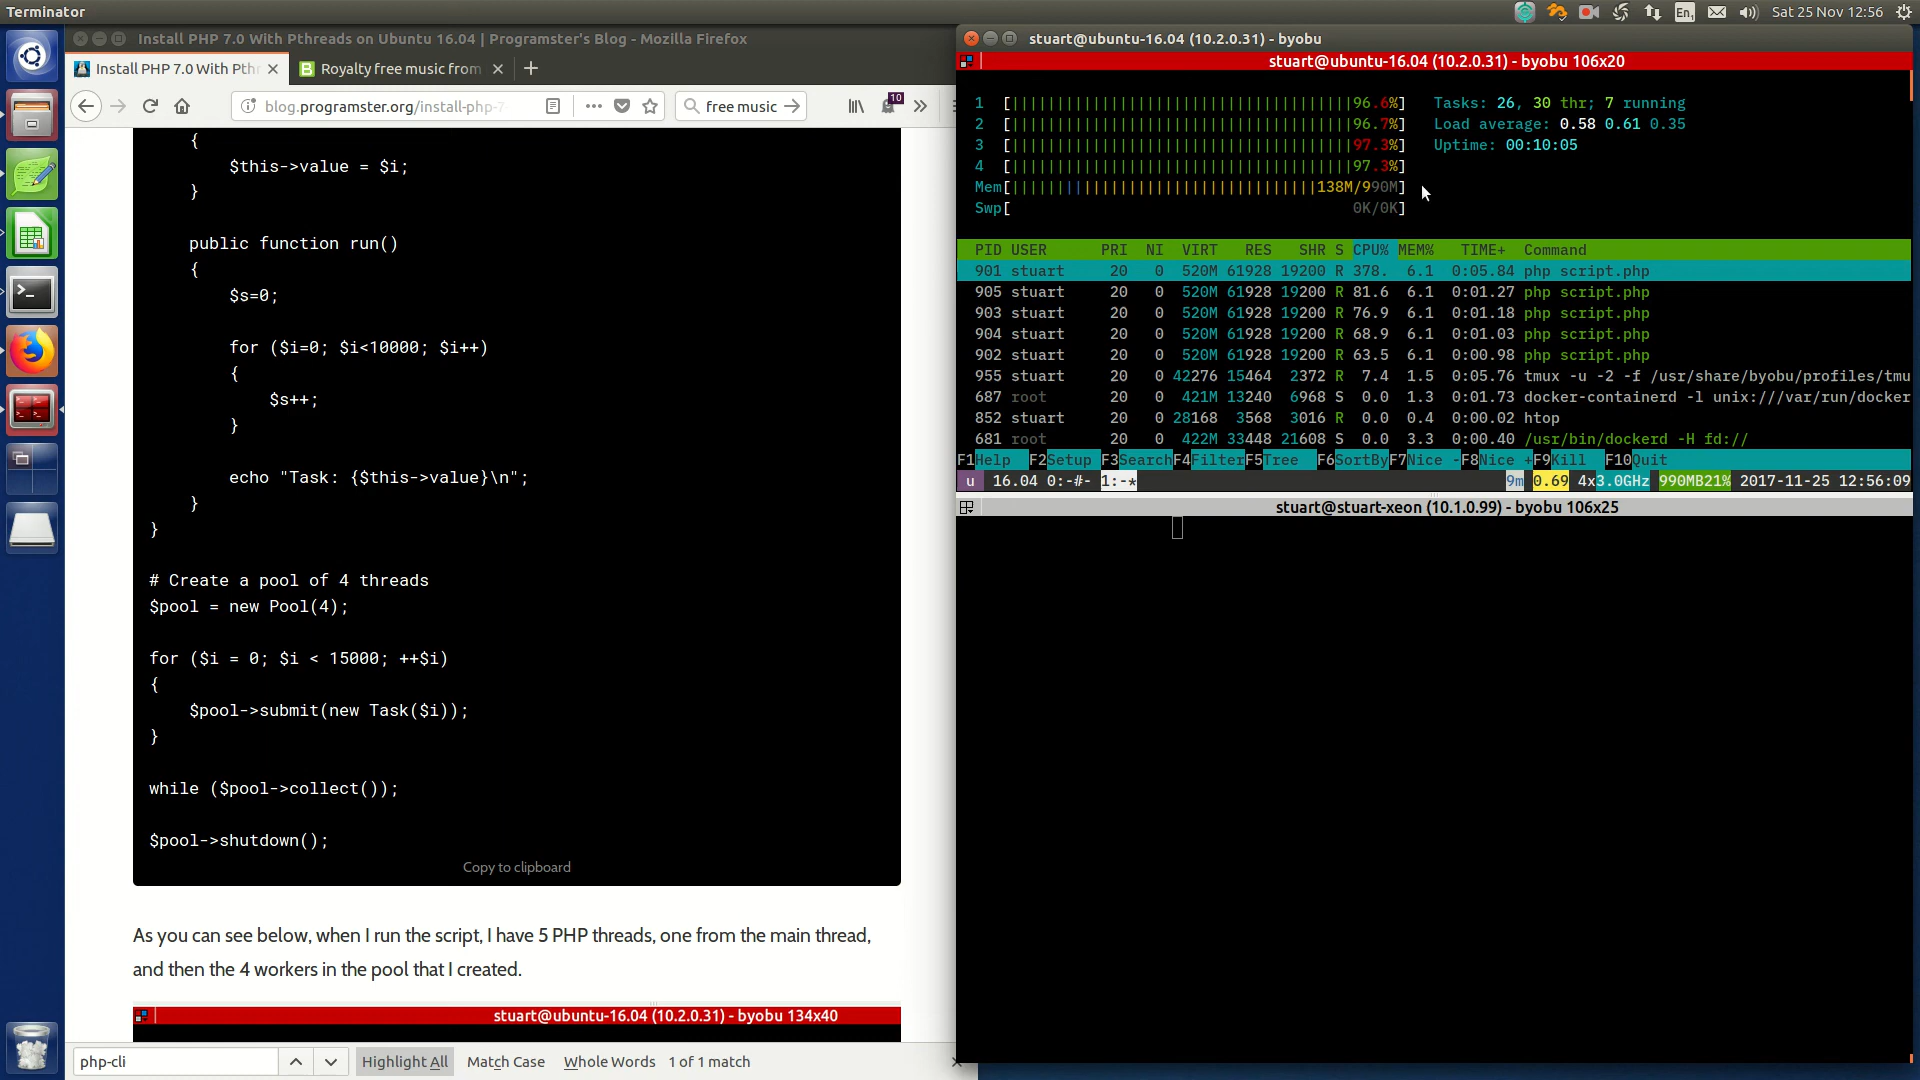 Terminator
En1
Sat 25 Nov 12:56
Install PHP 7.0 With Pthreads on Ubuntu 16.04 | Programster's Blog - Mozilla Firefox
Install PHP 7.0 With Pthr
Royalty free music from
blog.programster.org/install-php-7
free music
10
{
$this->value = $i;
}
public function run()
{
$s=0;
for ($i=0; $i<10000; $i++)
{
$s++;
}
echo "Task: {$this->value}\n";
}
}
# Create a pool of 4 threads
$pool = new Pool(4);
for ($i = 0; $i < 15000; ++$i)
{
$pool->submit(new Task($i));
}
while ($pool->collect());
$pool->shutdown();
Copy to clipboard
As you can see below, when I run the script, I have 5 PHP threads, one from the main thread,
and then the 4 workers in the pool that I created.
stuart@ubuntu-16.04 (10.2.0.31) - byobu 134x40
php-cli
Highlight All
Match Case
Whole Words
1 of 1 match
stuart@ubuntu-16.04 (10.2.0.31) - byobu
stuart@ubuntu-16.04 (10.2.0.31) - byobu 106x20
1 [||||||||||||||||||||||||||||||||||||||96.6%] Tasks: 26, 30 thr; 7 running
2 [||||||||||||||||||||||||||||||||||||||96.7%] Load average: 0.58 0.61 0.35
3 [||||||||||||||||||||||||||||||||||||||97.3%] Uptime: 00:10:05
4 [||||||||||||||||||||||||||||||||||||||97.3%]
Mem[||||||||||||||||||||||||||||||||||138M/990M]
Swp[ 0K/0K]
PID USER PRI NI VIRT RES SHR S CPU% MEM% TIME+ Command
901 stuart 20 0 520M 61928 19200 R 378. 6.1 0:05.84 php script.php
905 stuart 20 0 520M 61928 19200 R 81.6 6.1 0:01.27 php script.php
903 stuart 20 0 520M 61928 19200 R 76.9 6.1 0:01.18 php script.php
904 stuart 20 0 520M 61928 19200 R 68.9 6.1 0:01.03 php script.php
902 stuart 20 0 520M 61928 19200 R 63.5 6.1 0:00.98 php script.php
955 stuart 20 0 42276 15464 2372 R 7.4 1.5 0:05.76 tmux -u -2 -f /usr/share/byobu/profiles/tmu
687 root 20 0 421M 13240 6968 S 0.0 1.3 0:01.73 docker-containerd -l unix:///var/run/docker
852 stuart 20 0 28168 3568 3016 R 0.0 0.4 0:00.02 htop
681 root 20 0 422M 33448 21608 S 0.0 3.3 0:00.40 /usr/bin/dockerd -H fd://
F1Help F2Setup F3SearchF4FilterF5Tree F6SortByF7Nice -F8Nice +F9Kill F10Quit
u 16.04 0:-#- 1:-* 9m 0.69 4x3.0GHz 990MB21% 2017-11-25 12:56:09
stuart@stuart-xeon (10.1.0.99) - byobu 106x25